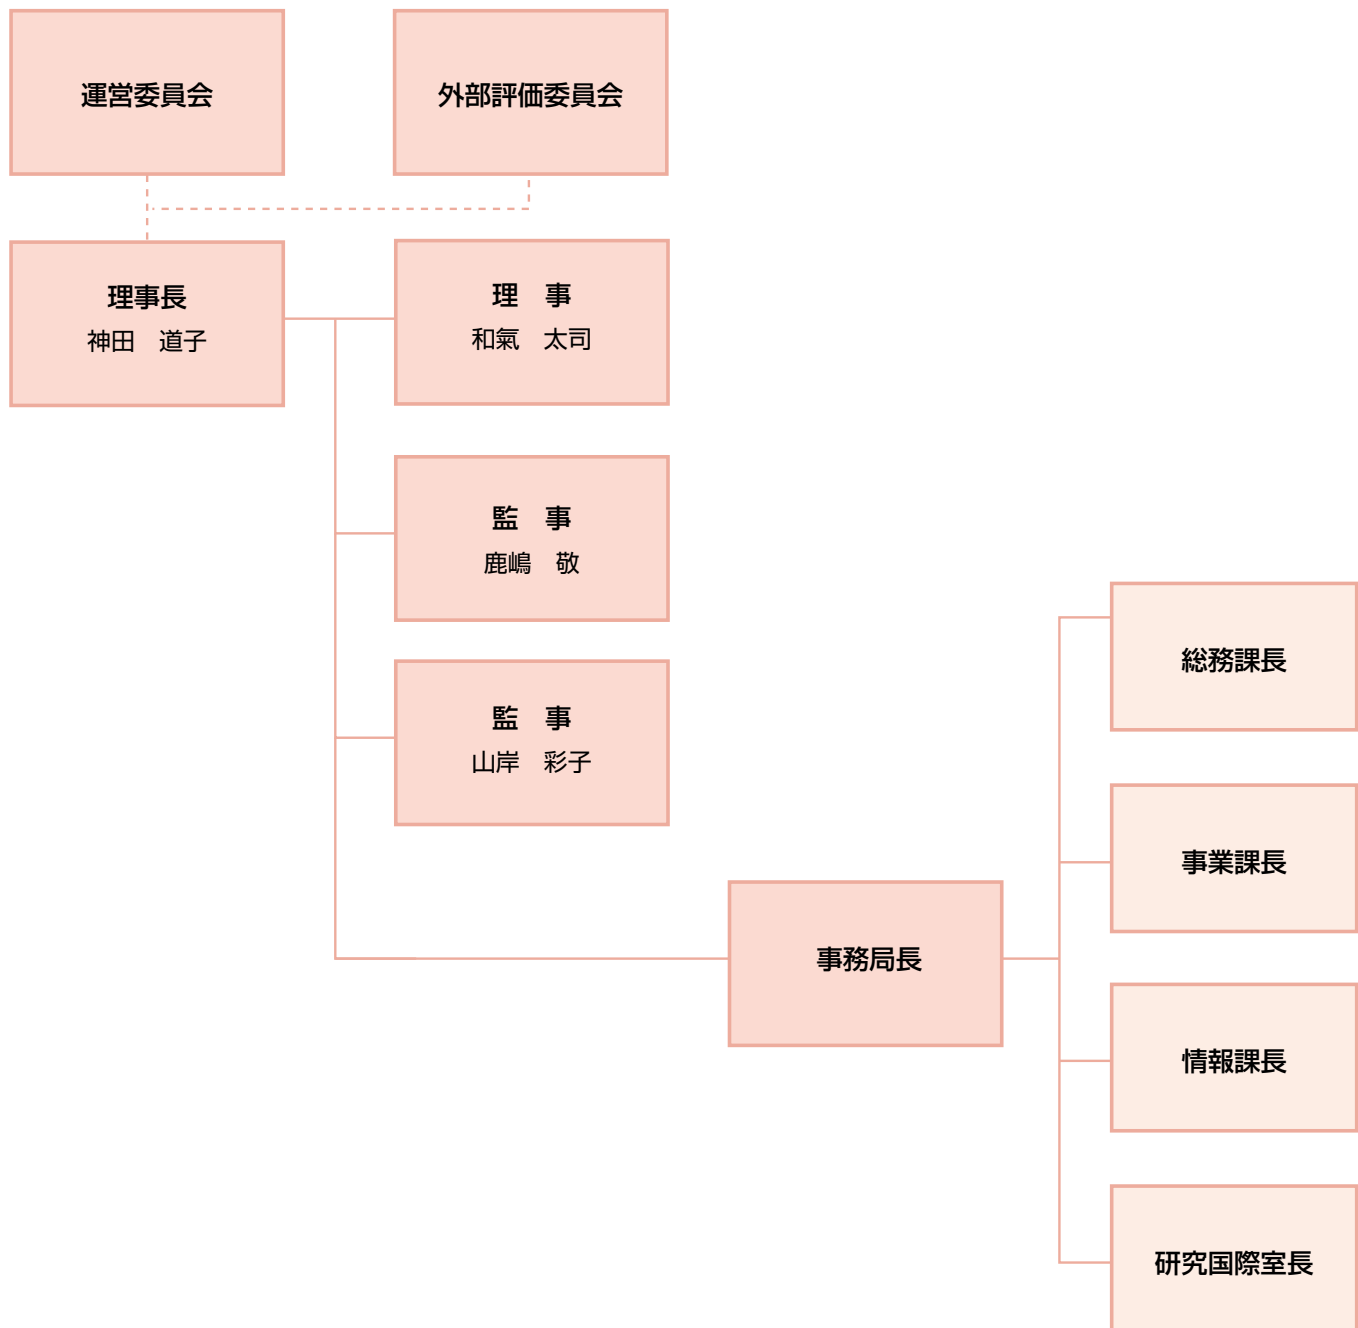 運営委員会
外部評価委員会
理事長
神田　道子
理　事
和氣　太司
監　事
鹿嶋　敬
監　事
山岸　彩子
事務局長
総務課長
事業課長
情報課長
研究国際室長